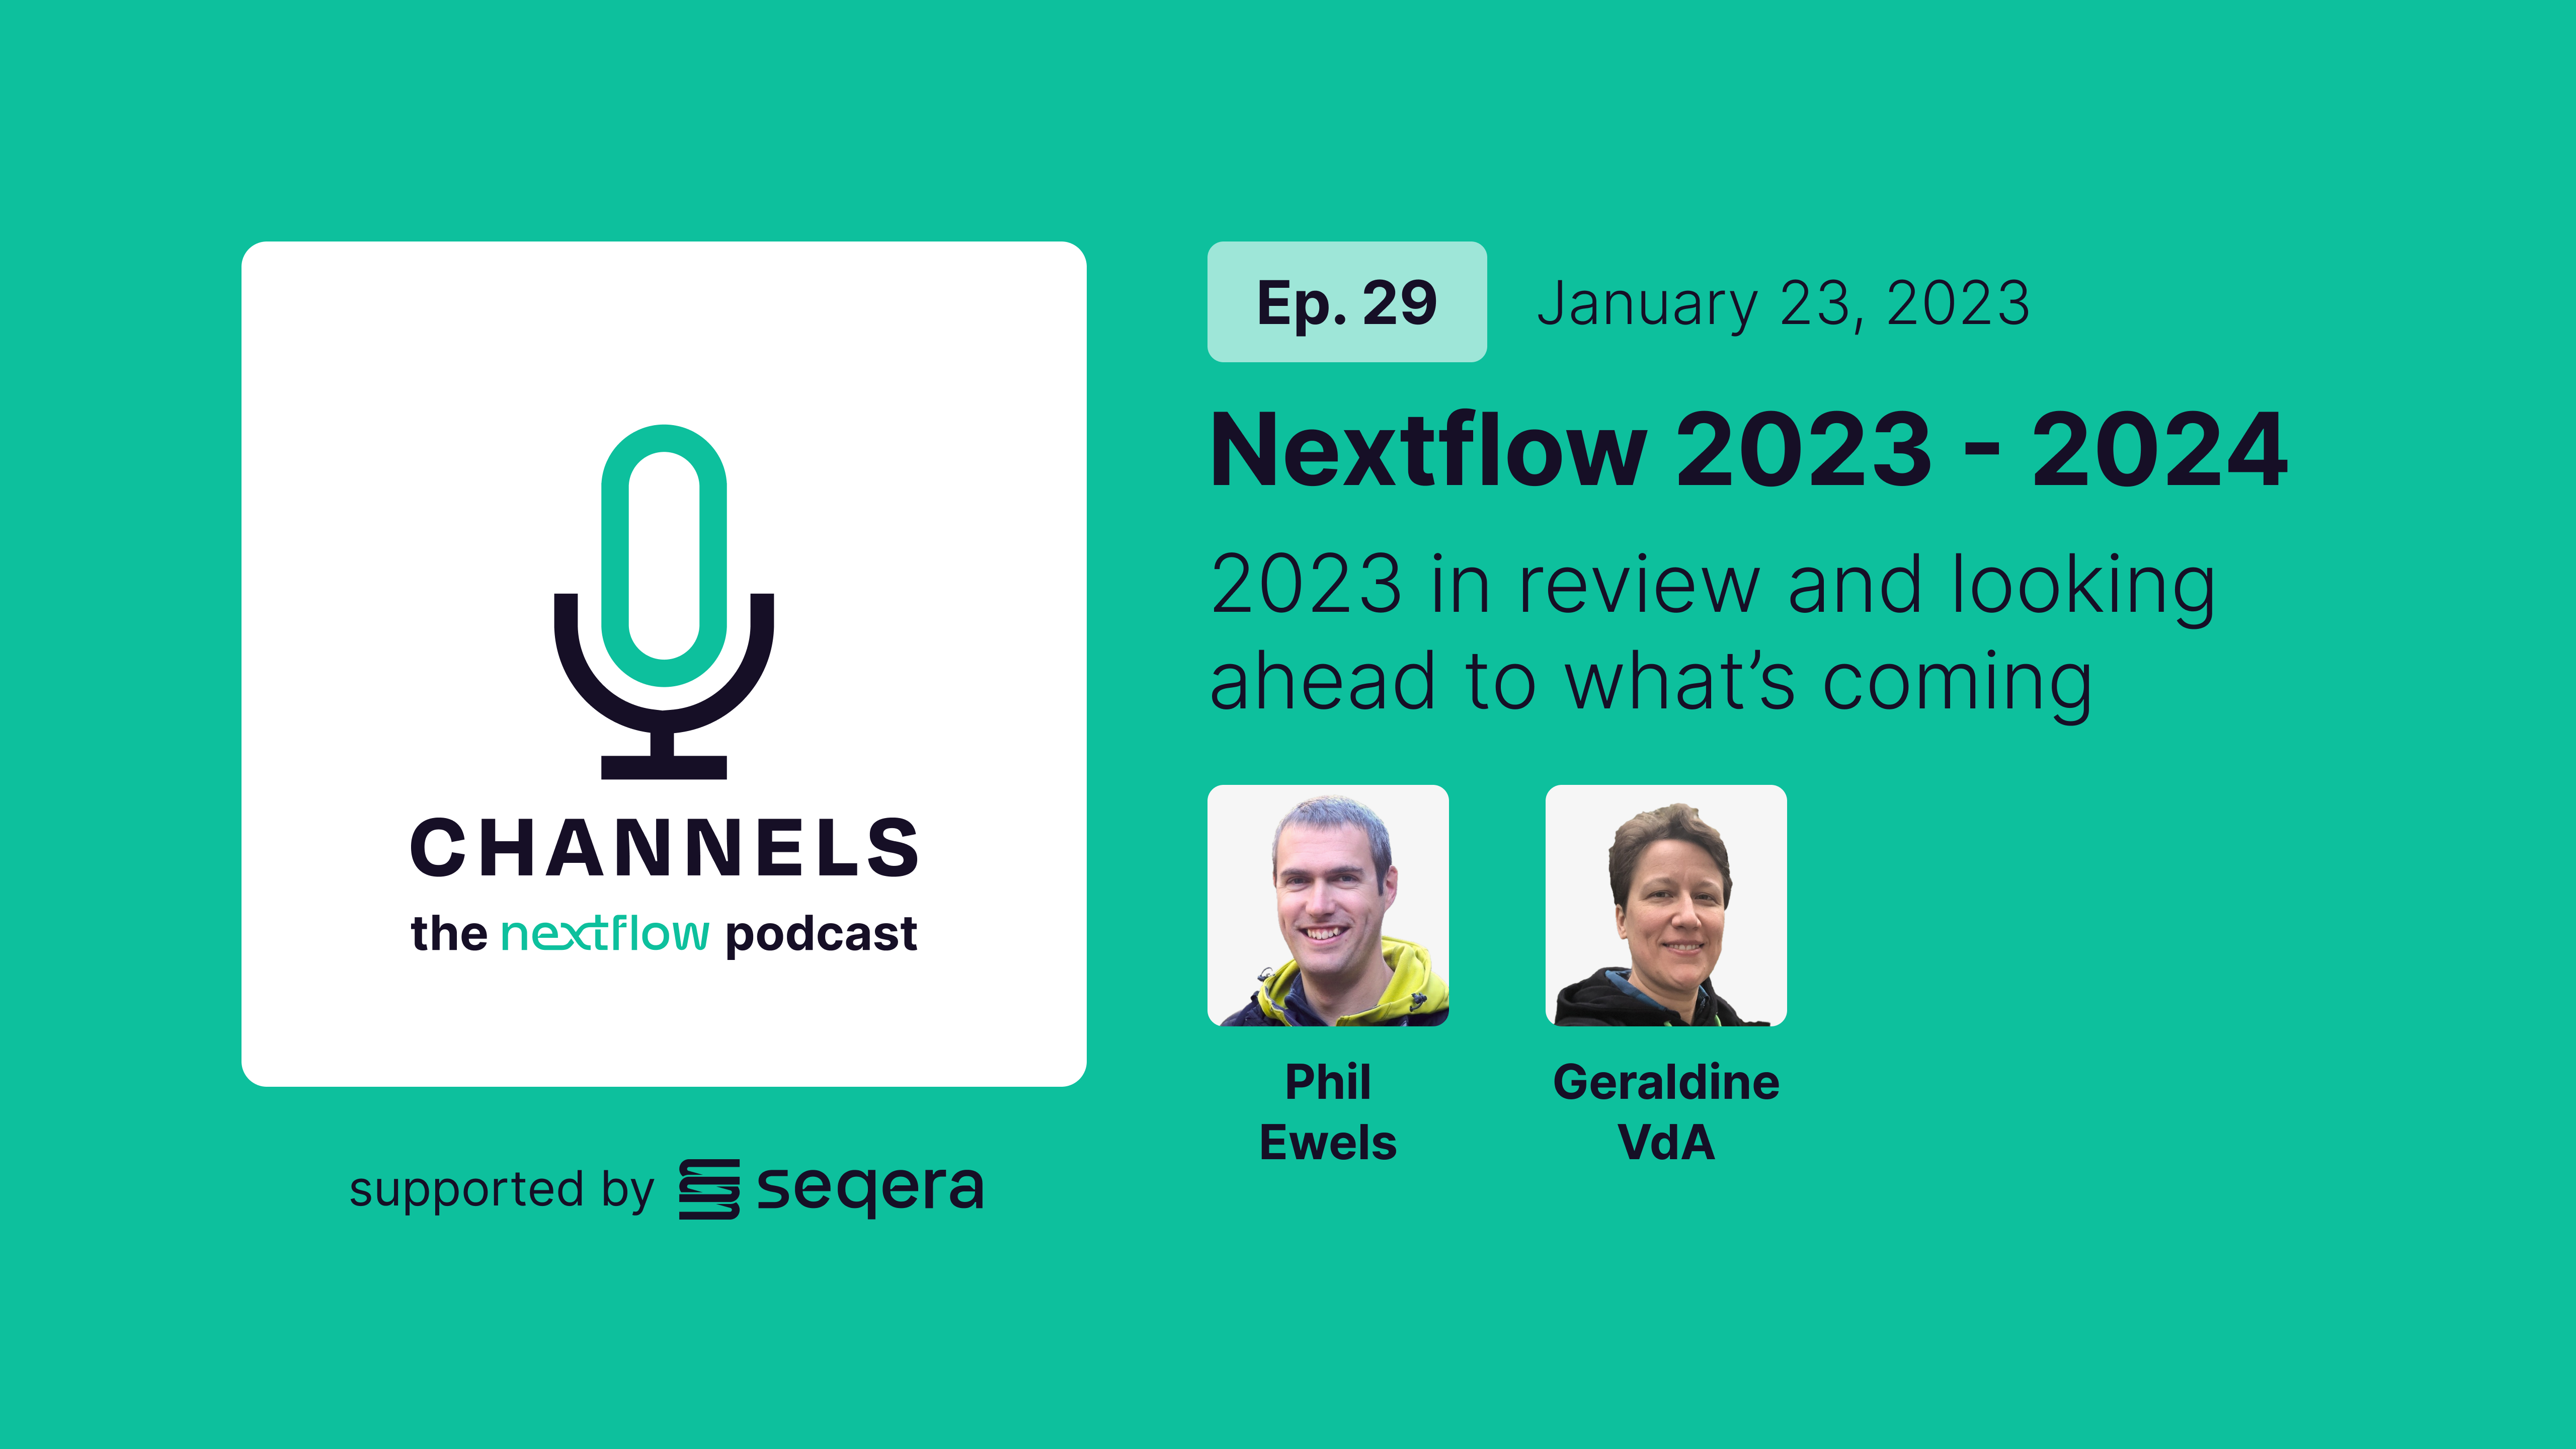 CHANNELS
the nextflow podcast
supported by seqera
Ep. 29 January 23, 2023
Nextflow 2023 - 2024
2023 in review and looking
ahead to what’s coming
Phil
Ewels
Geraldine
VdA